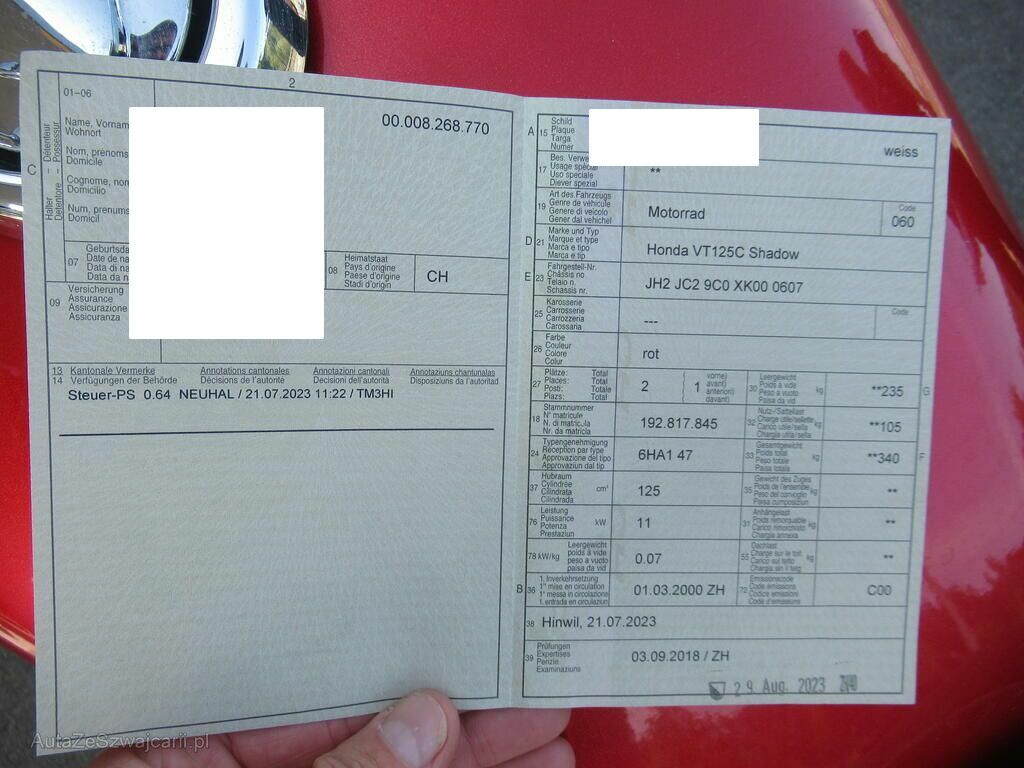 2
01-06
00.008.268.770
Name, Vornam
Wohnort
Nom, prénoms
Domicile
Cognome, nom
Domicilio
Num, prenums
Domicil
C
Halter – Détenteur
Detentore – Possessur
07
Geburtsda
Date de na
Data di na
Data da n
08
Heimatstaat
Pays d'origine
Paese d'origine
Stadi d'origin
CH
09
Versicherung
Assurance
Assicurazione
Assicuranza
13 Kantonale Vermerke Annotations cantonales Annotazioni cantonali Annotaziuns chantunalas
14 Verfügungen der Behörde Décisions de l'autorité Decisioni dell'autorità Disposiziuns da l'autoritad
Steuer-PS 0.64 NEUHAL / 21.07.2023 11:22 / TM3HI
A
15
Schild
Plaque
Targa
Numer
weiss
17
Bes. Verwe
Usage spécial
Uso speciale
Diever spezial
**
19
Art des Fahrzeugs
Genre de véhicule
Genere di veicolo
Gener dal vehichel
Motorrad
Code
060
D
21
Marke und Typ
Marque et type
Marca e tipo
Marca e tip
Honda VT125C Shadow
E
23
Fahrgestell-Nr.
Châssis no
Telaio n.
Schassis nr.
JH2 JC2 9C0 XK00 0607
25
Karosserie
Carrosserie
Carrozzeria
Carossaria
---
Code
26
Farbe
Couleur
Colore
Colur
rot
27
Plätze: Total
Places: Total
Posti: Totale
Plazs: Total
2
vorne)
avant)
anteriori)
davant)
1
30
Leergewicht
Poids à vide
Peso a vuoto
Paisa da vid
kg
**235
G
18
Stammnummer
N° matricule
N. di matricola
Nr. da matricla
192.817.845
32
Nutz-/Sattellast
Charge utile/sellette
Carico utile/sella
Chargia utila/sella
kg
**105
24
Typengenehmigung
Réception par type
Approvazione del tipo
Approvaziun dal tip
6HA1 47
33
Gesamtgewicht
Poids total
Peso totale
Paisa totala
kg
**340
F
37
Hubraum
Cylindrée
Cilindrata
Cilindrada
cm³
125
35
Gewicht des Zuges
Poids de l'ensemble
Peso del convoglio
Paisa cumposiziun
kg
**
76
Leistung
Puissance
Potenza
Prestaziun
kW
11
31
Anhängelast
Poids remorquable
Carico rimorchiato
Chargia annexa
kg
**
78 kW/kg
Leergewicht
poids à vide
peso a vuoto
paisa da vid
0.07
55
Dachlast
Charge sur le toit
Carico sul tetto
Chargia sin il tetg
kg
**
B
36
1. Inverkehrsetzung
1re mise en circulation
1a messa in circolazione
1. entrada en circulaziun
01.03.2000 ZH
72
Emissionscode
Code émissions
Codice emissioni
Code d'emissiuns
C00
38
Hinwil, 21.07.2023
39
Prüfungen
Expertises
Perizie
Examinaziuns
03.09.2018 / ZH
29. Aug. 2023
AutaZeSzwajcarii.pl